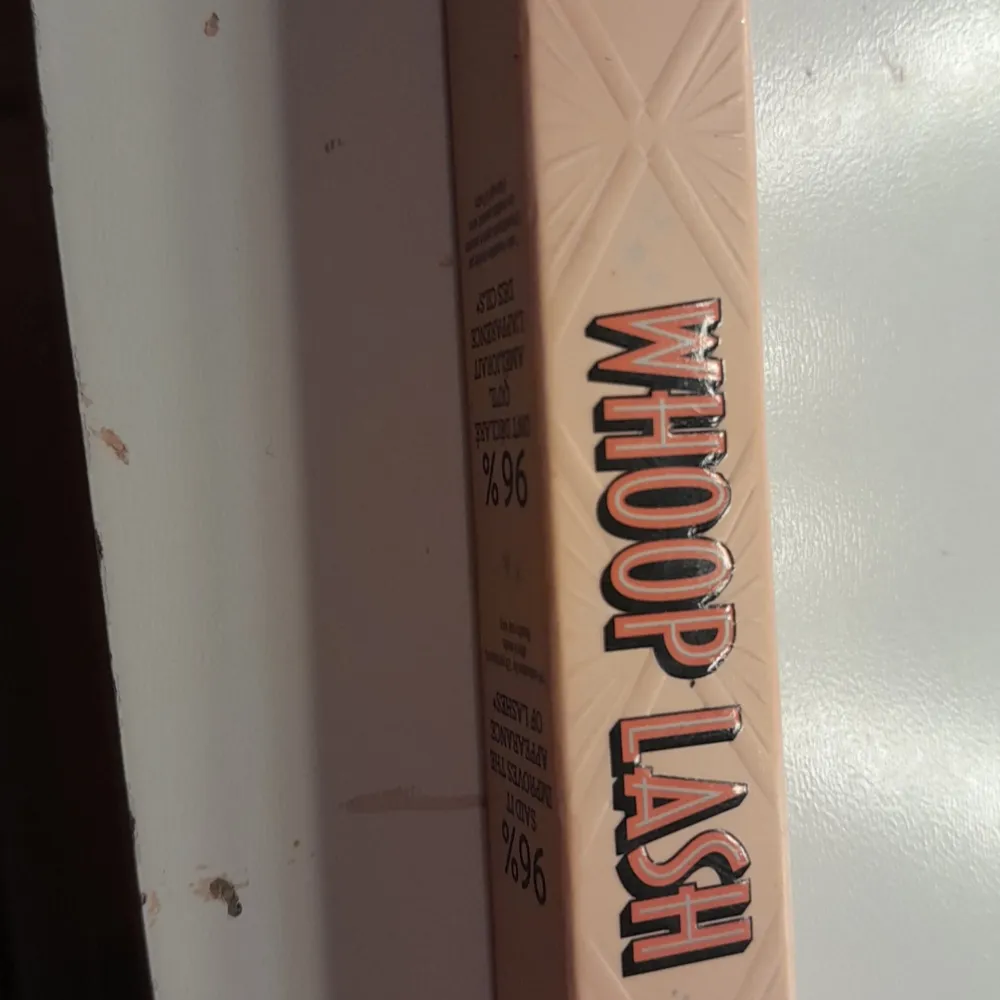 WHOOP LASH
96%
SAID IT
IMPROVES THE
APPEARANCE
OF LASHES*
96 %
ONT DÉCLARÉ
QU'IL
AMÉLIORAIT
L'APPARENCE
DES CILS*